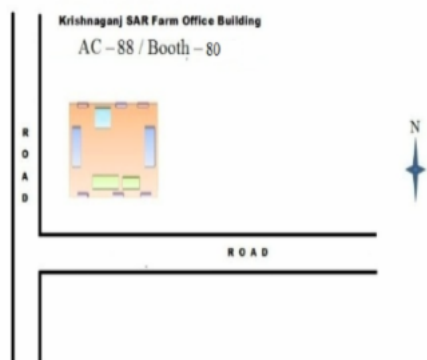 Krishnaganj SAR Farm Office Building
AC – 88 / Booth – 80
N
ROAD
ROAD